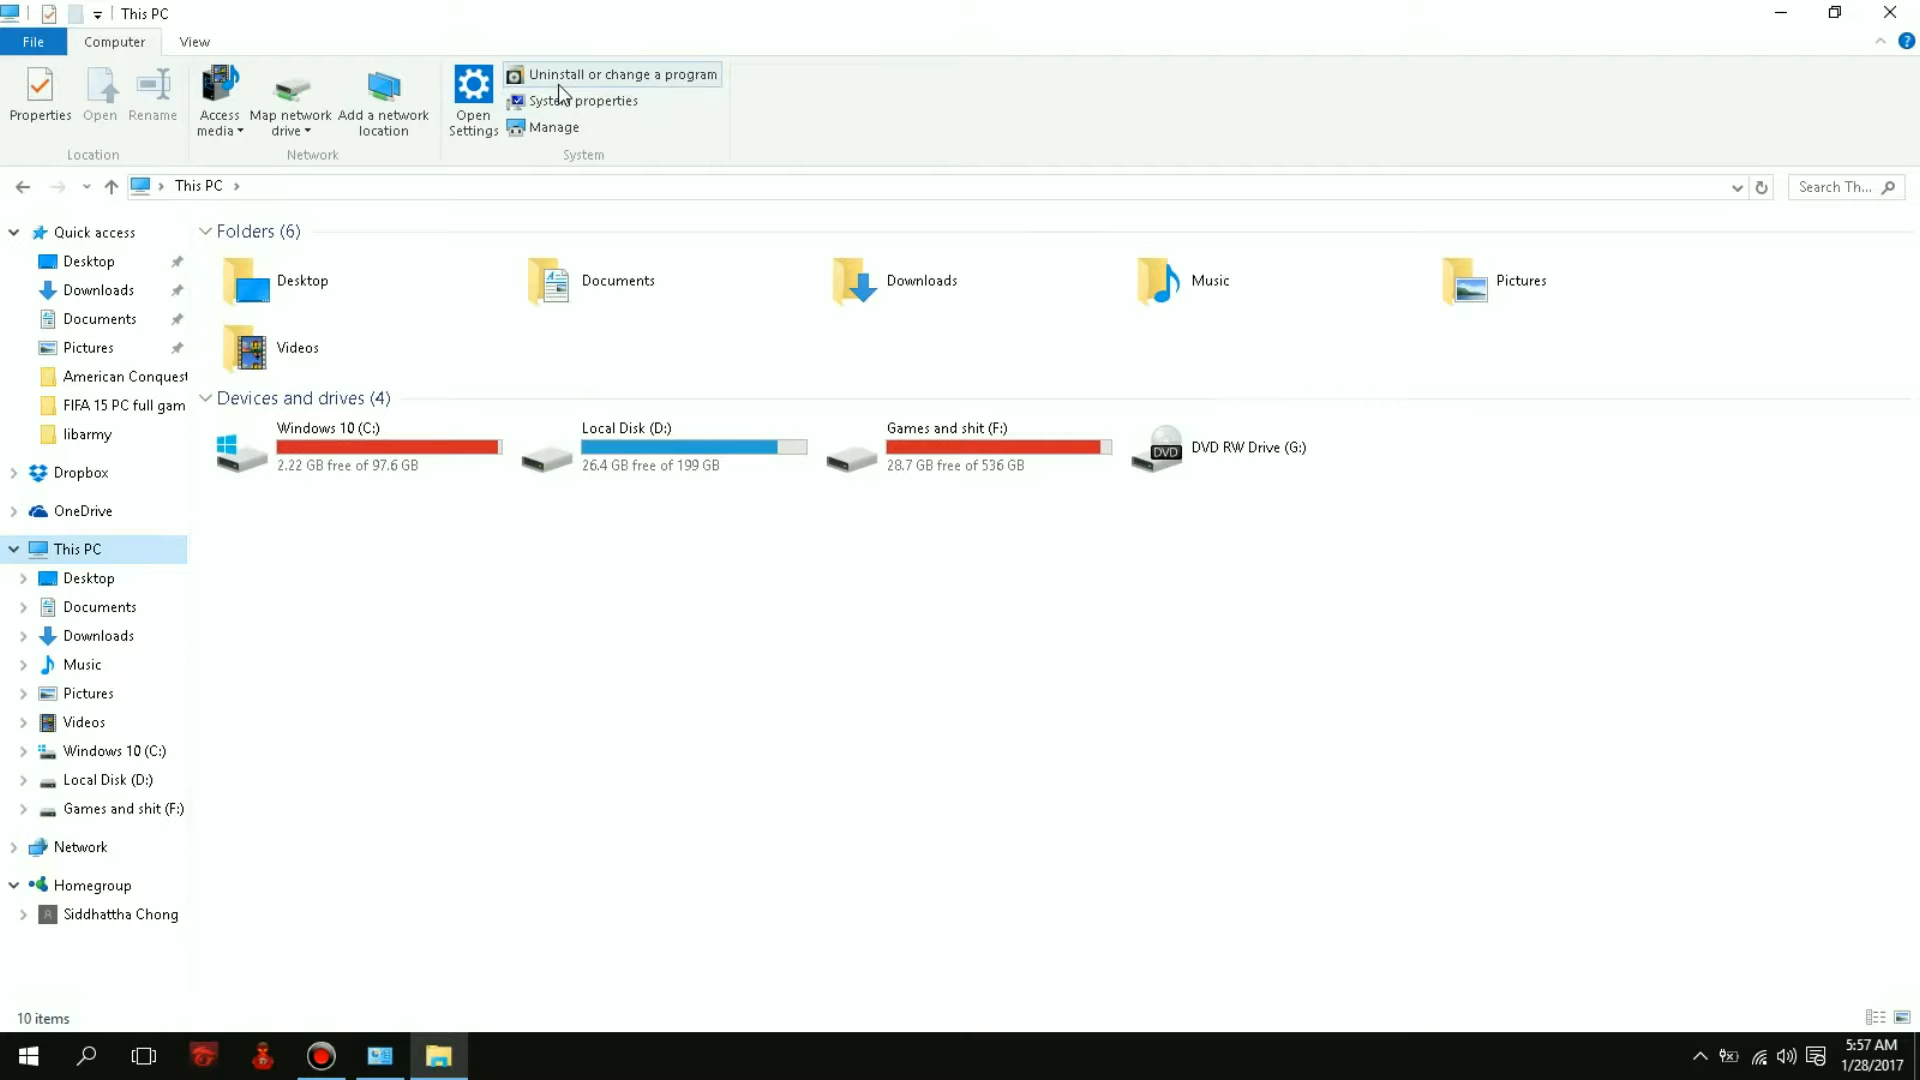 This PC
File
Computer
View
Properties
Open
Rename
Location
Access media
Map network drive
Add a network location
Network
Open Settings
Uninstall or change a program
System properties
Manage
System
This PC
Search Th...
Quick access
Desktop
Downloads
Documents
Pictures
American Conquest
FIFA 15 PC full gam
libarmy
Dropbox
OneDrive
This PC
Desktop
Documents
Downloads
Music
Pictures
Videos
Windows 10 (C:)
Local Disk (D:)
Games and shit (F:)
Network
Homegroup
Siddhattha Chong
Folders (6)
Desktop
Documents
Downloads
Music
Pictures
Videos
Devices and drives (4)
Windows 10 (C:)
2.22 GB free of 97.6 GB
Local Disk (D:)
26.4 GB free of 199 GB
Games and shit (F:)
28.7 GB free of 536 GB
DVD
DVD RW Drive (G:)
10 items
5:57 AM
1/28/2017